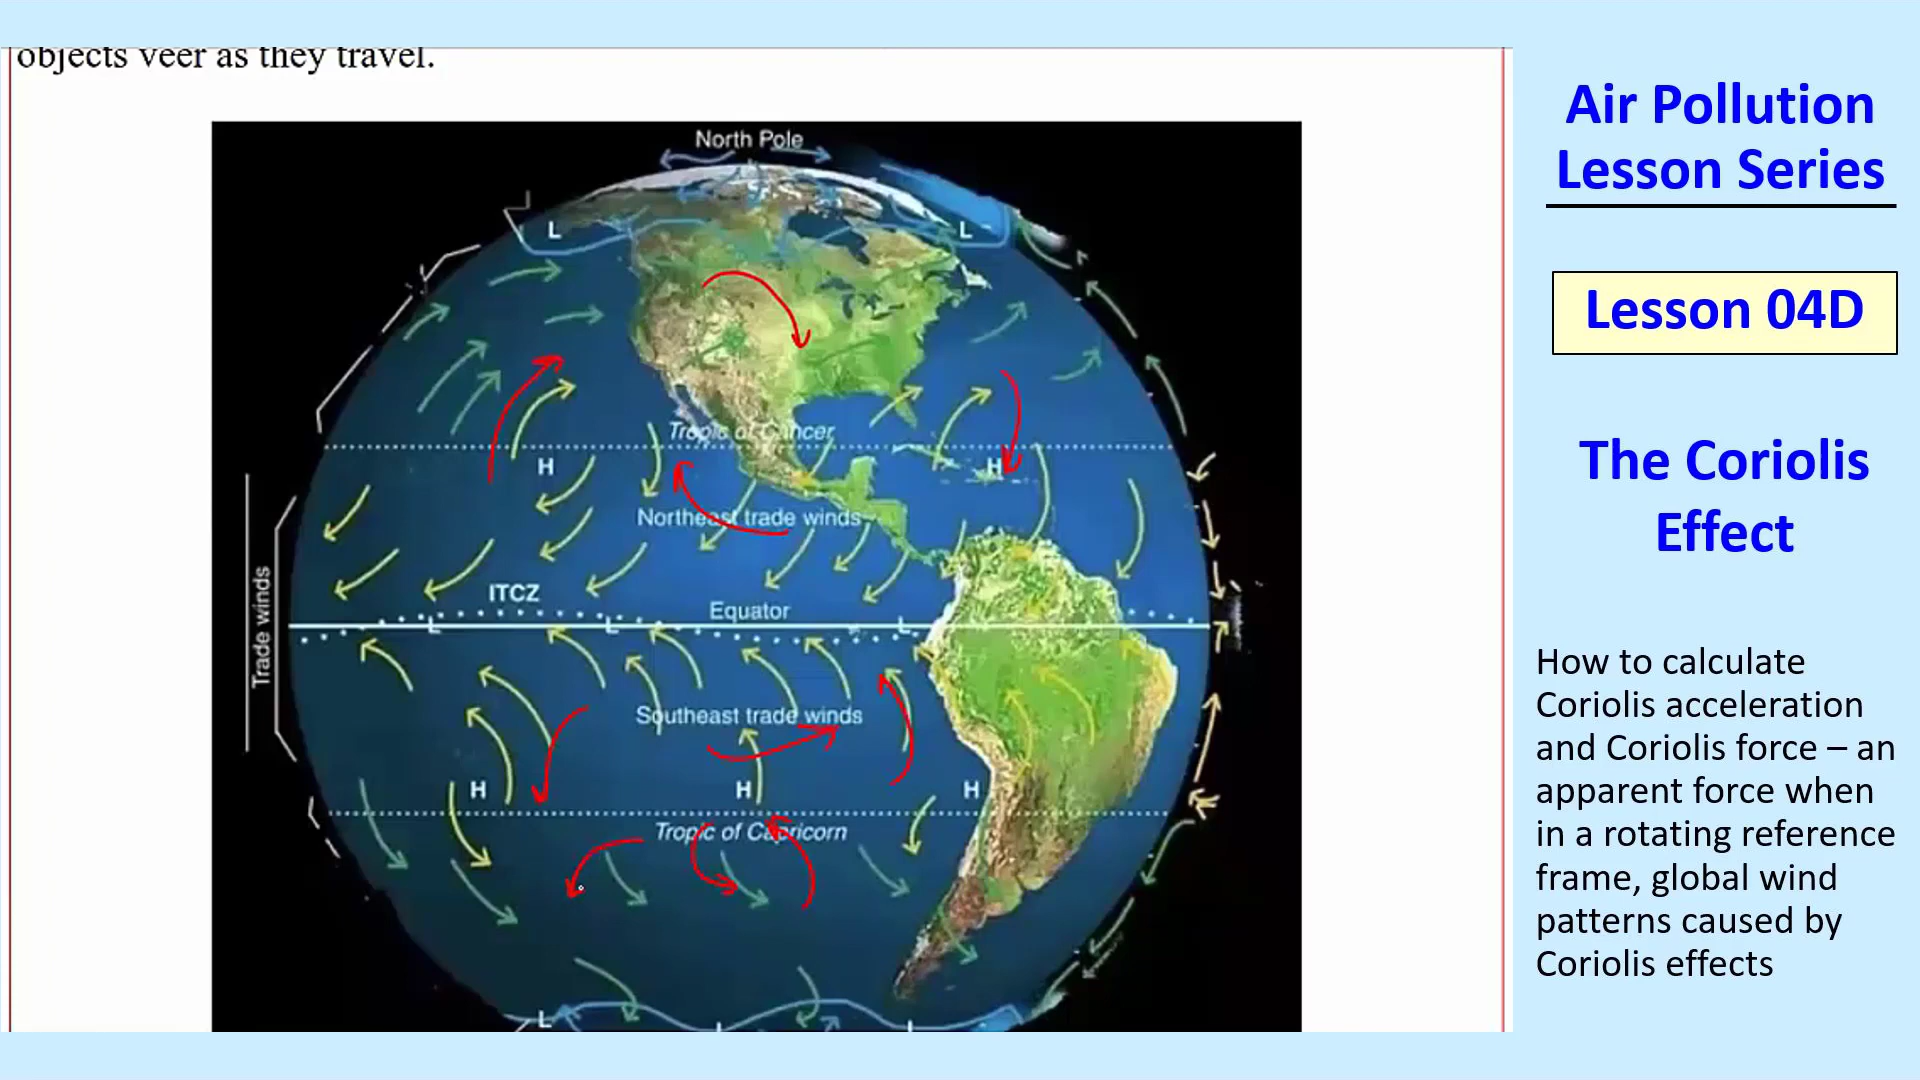 objects veer as they travel.
North Pole
L
L
Tropic of Cancer
H
H
Northeast trade winds
ITCZ
Equator
Trade winds
L
L
L
Southeast trade winds
H
H
H
Tropic of Capricorn
L
L
L
Air Pollution
Lesson Series
Lesson 04D
The Coriolis
Effect
How to calculate
Coriolis acceleration
and Coriolis force – an
apparent force when
in a rotating reference
frame, global wind
patterns caused by
Coriolis effects